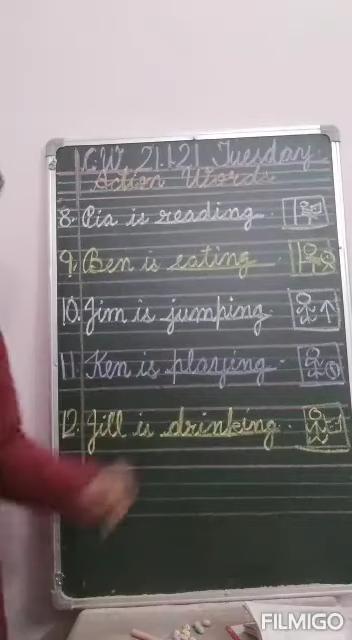 C.W. 21.1.21 Tuesday
Action Words
8. Pia is reading.
9. Ben is eating.
10. Jim is jumping.
11. Ken is playing.
12. Jill is drinking.
FILMIGO